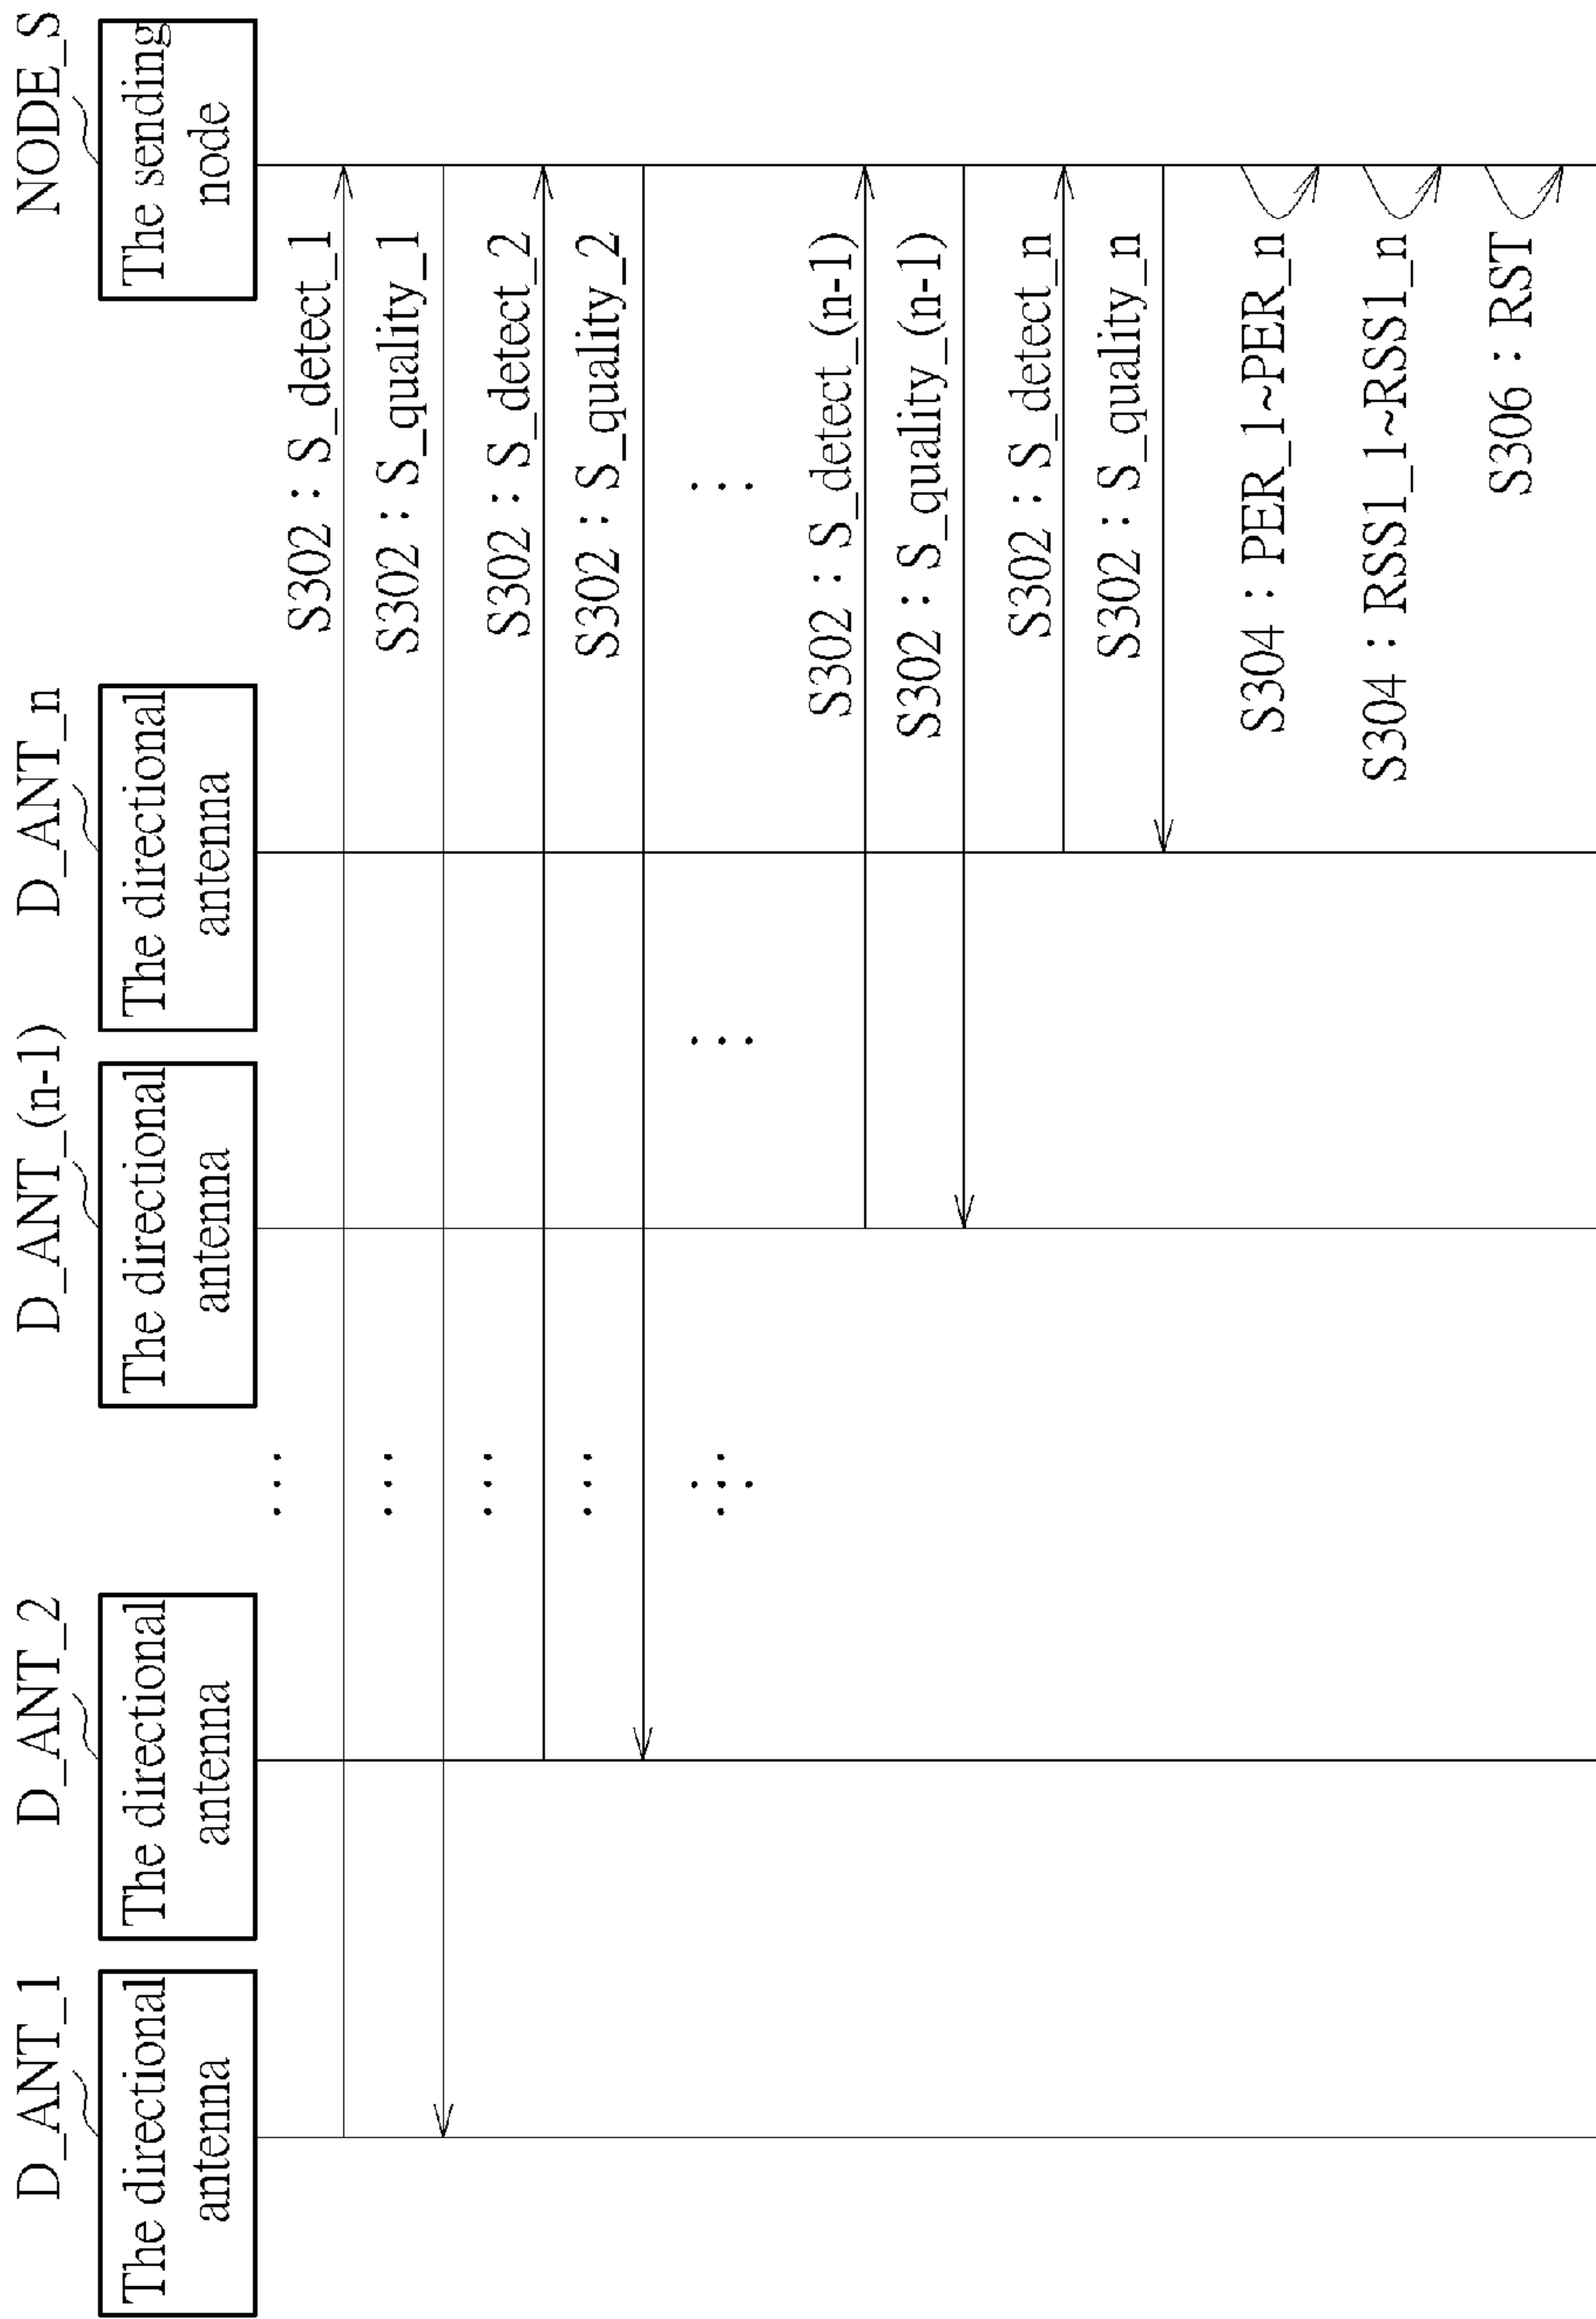 D_ANT_1
D_ANT_2
D_ANT_(n-1)
D_ANT_n
NODE_S
The directional
antenna
The directional
antenna
The directional
antenna
The directional
antenna
The sending
node
S302 : S_detect_1
S302 : S_quality_1
S302 : S_detect_2
S302 : S_quality_2
S302 : S_detect_(n-1)
S302 : S_quality_(n-1)
S302 : S_detect_n
S302 : S_quality_n
S304 : PER_1~PER_n
S304 : RSS1_1~RSS1_n
S306 : RST